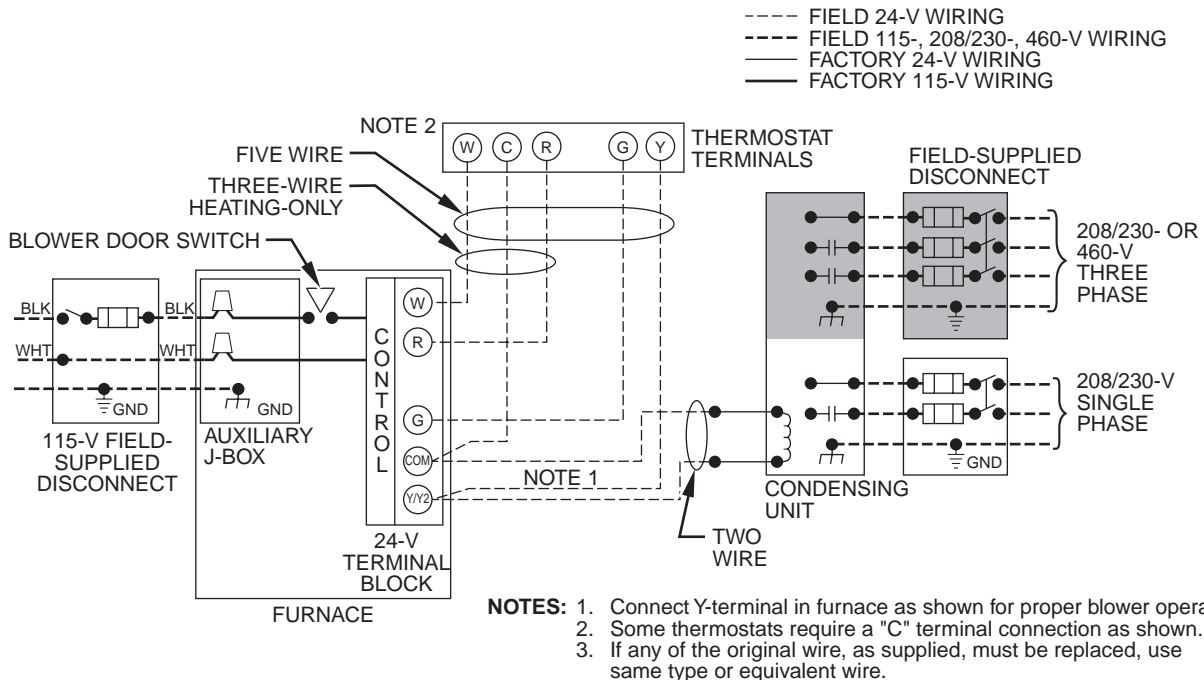 FIELD 24-V WIRING
FIELD 115-, 208/230-, 460-V WIRING
FACTORY 24-V WIRING
FACTORY 115-V WIRING
NOTE 2
W C R G Y
THERMOSTAT
TERMINALS
FIVE WIRE
THREE-WIRE
HEATING-ONLY
BLOWER DOOR SWITCH
FIELD-SUPPLIED
DISCONNECT
208/230- OR
460-V
THREE
PHASE
BLK
BLK
WHT
WHT
GND
GND
115-V FIELD-
SUPPLIED
DISCONNECT
AUXILIARY
J-BOX
CONTROL
W
R
G
COM
Y/Y2
NOTE 1
24-V
TERMINAL
BLOCK
FURNACE
TWO
WIRE
CONDENSING
UNIT
GND
208/230-V
SINGLE
PHASE
NOTES: 1. Connect Y-terminal in furnace as shown for proper blower opera
2. Some thermostats require a "C" terminal connection as shown.
3. If any of the original wire, as supplied, must be replaced, use
same type or equivalent wire.